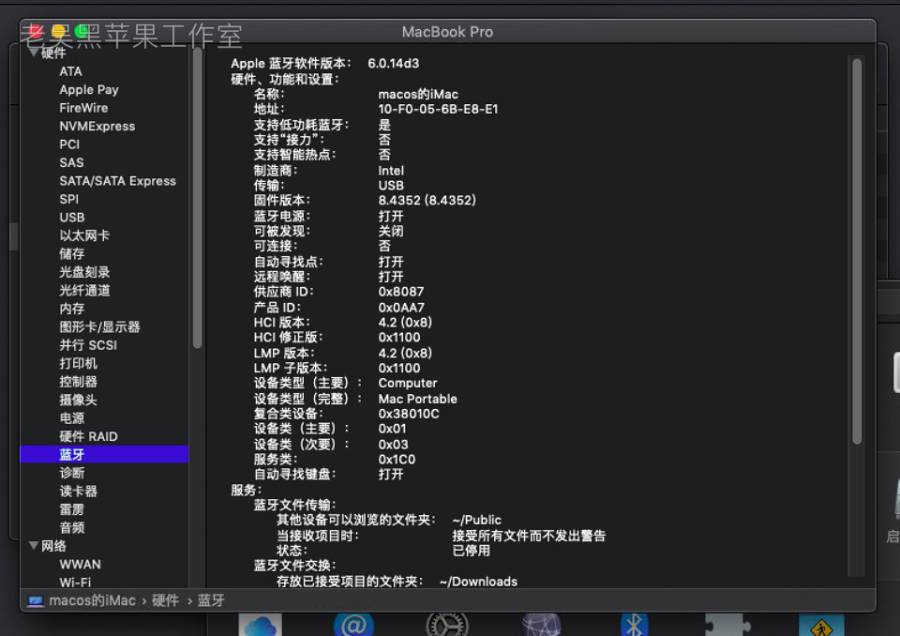 老吴黑苹果工作室
MacBook Pro
硬件
ATA
Apple Pay
FireWire
NVMExpress
PCI
SAS
SATA/SATA Express
SPI
USB
以太网卡
储存
光盘刻录
光纤通道
内存
图形卡/显示器
并行 SCSI
打印机
控制器
摄像头
电源
硬件 RAID
蓝牙
诊断
读卡器
雷雳
音频
网络
WWAN
Wi-Fi
Apple 蓝牙软件版本： 6.0.14d3
硬件、功能和设置：
名称： macos的iMac
地址： 10-F0-05-6B-E8-E1
支持低功耗蓝牙： 是
支持“接力”： 否
支持智能热点： 否
制造商： Intel
传输： USB
固件版本： 8.4352 (8.4352)
蓝牙电源： 打开
可被发现： 关闭
可连接： 否
自动寻找点： 打开
远程唤醒： 打开
供应商 ID： 0x8087
产品 ID： 0x0AA7
HCI 版本： 4.2 (0x8)
HCI 修正版： 0x1100
LMP 版本： 4.2 (0x8)
LMP 子版本： 0x1100
设备类型（主要）： Computer
设备类型（完整）： Mac Portable
复合类设备： 0x38010C
设备类（主要）： 0x01
设备类（次要）： 0x03
服务类： 0x1C0
自动寻找键盘： 打开
服务：
蓝牙文件传输：
其他设备可以浏览的文件夹： ~/Public
当接收项目时： 接受所有文件而不发出警告
状态： 已停用
蓝牙文件交换：
存放已接受项目的文件夹： ~/Downloads
macos的iMac › 硬件 › 蓝牙
启